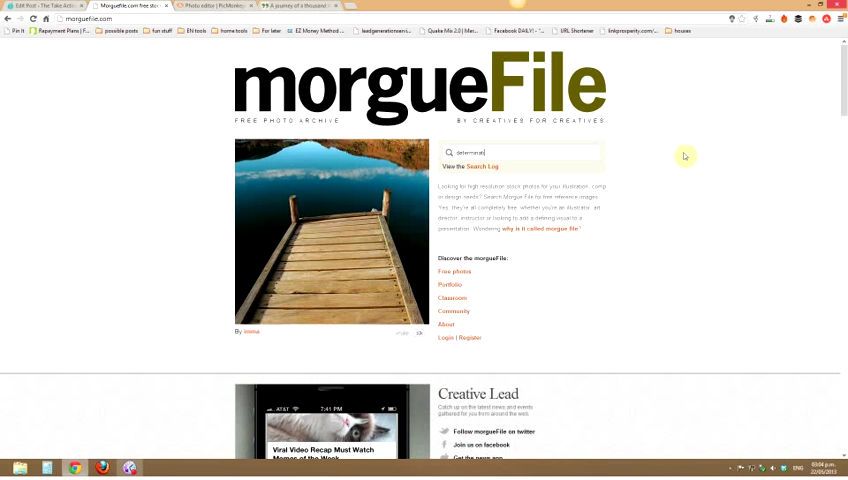 Edit Post - The Take Acti
Morguefile.com free stoc
Photo editor | PicMonkey
A journey of a thousand
morguefile.com
Pin It
Repayment Plans | F...
possible posts
fun stuff
EN tools
home tools
For later
EZ Money Method...
Quake Mix 2.0 | Met...
Facebook DAILY! - "...
URL Shortener
linkprosperity.com/...
houses
morgueFile
FREE PHOTO ARCHIVE
BY CREATIVES FOR CREATIVES
determinati
View the Search Log
Looking for high resolution stock photos for your illustration, comp
or design needs? Search Morgue File for free reference images.
Yes, they're all completely free, whether you're an illustrator, art
director, instructor or looking to add a defining visual to a
presentation. Wondering why is it called morgue file?
Discover the morgueFile:
Free photos
Portfolio
Classroom
Community
About
Login | Register
By
Creative Lead
Catch up on the latest news and events
gathered for you from around the web.
Follow morgueFile on twitter
Join us on facebook
Get the news app
AT&T
7:41 PM
Viral Video Recap Must Watch
Memes of the Week
ENG
03:04 p.m.
22/05/2013